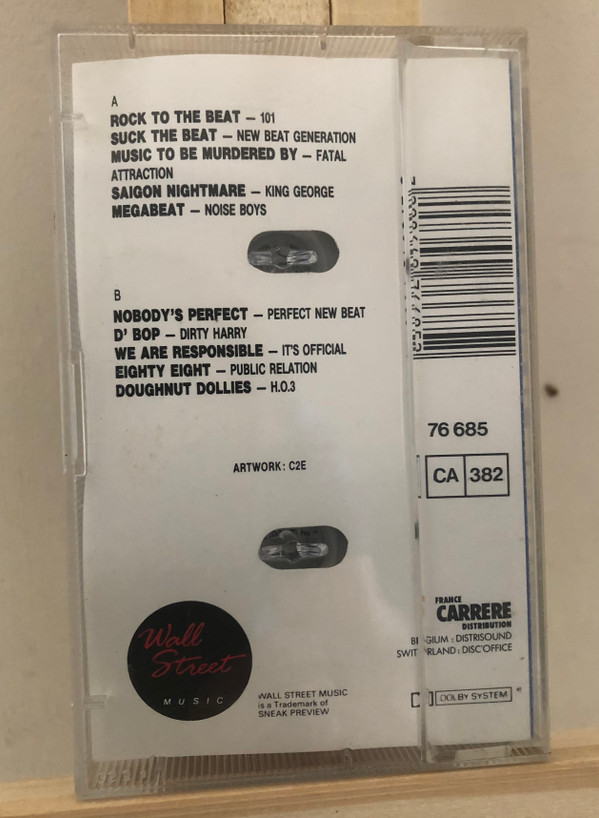 A
ROCK TO THE BEAT – 101
SUCK THE BEAT – NEW BEAT GENERATION
MUSIC TO BE MURDERED BY – FATAL
ATTRACTION
SAIGON NIGHTMARE – KING GEORGE
MEGABEAT – NOISE BOYS
B
NOBODY'S PERFECT – PERFECT NEW BEAT
D' BOP – DIRTY HARRY
WE ARE RESPONSIBLE – IT'S OFFICIAL
EIGHTY EIGHT – PUBLIC RELATION
DOUGHNUT DOLLIES – H.O.3
ARTWORK : C2E
Wall
Street
MUSIC
WALL STREET MUSIC
is a Trademark of
SNEAK PREVIEW
76 685
CA 382
FRANCE
CARRERE
DISTRIBUTION
: DISTRISOUND
: DISC'OFFICE
DOLBY SYSTEM